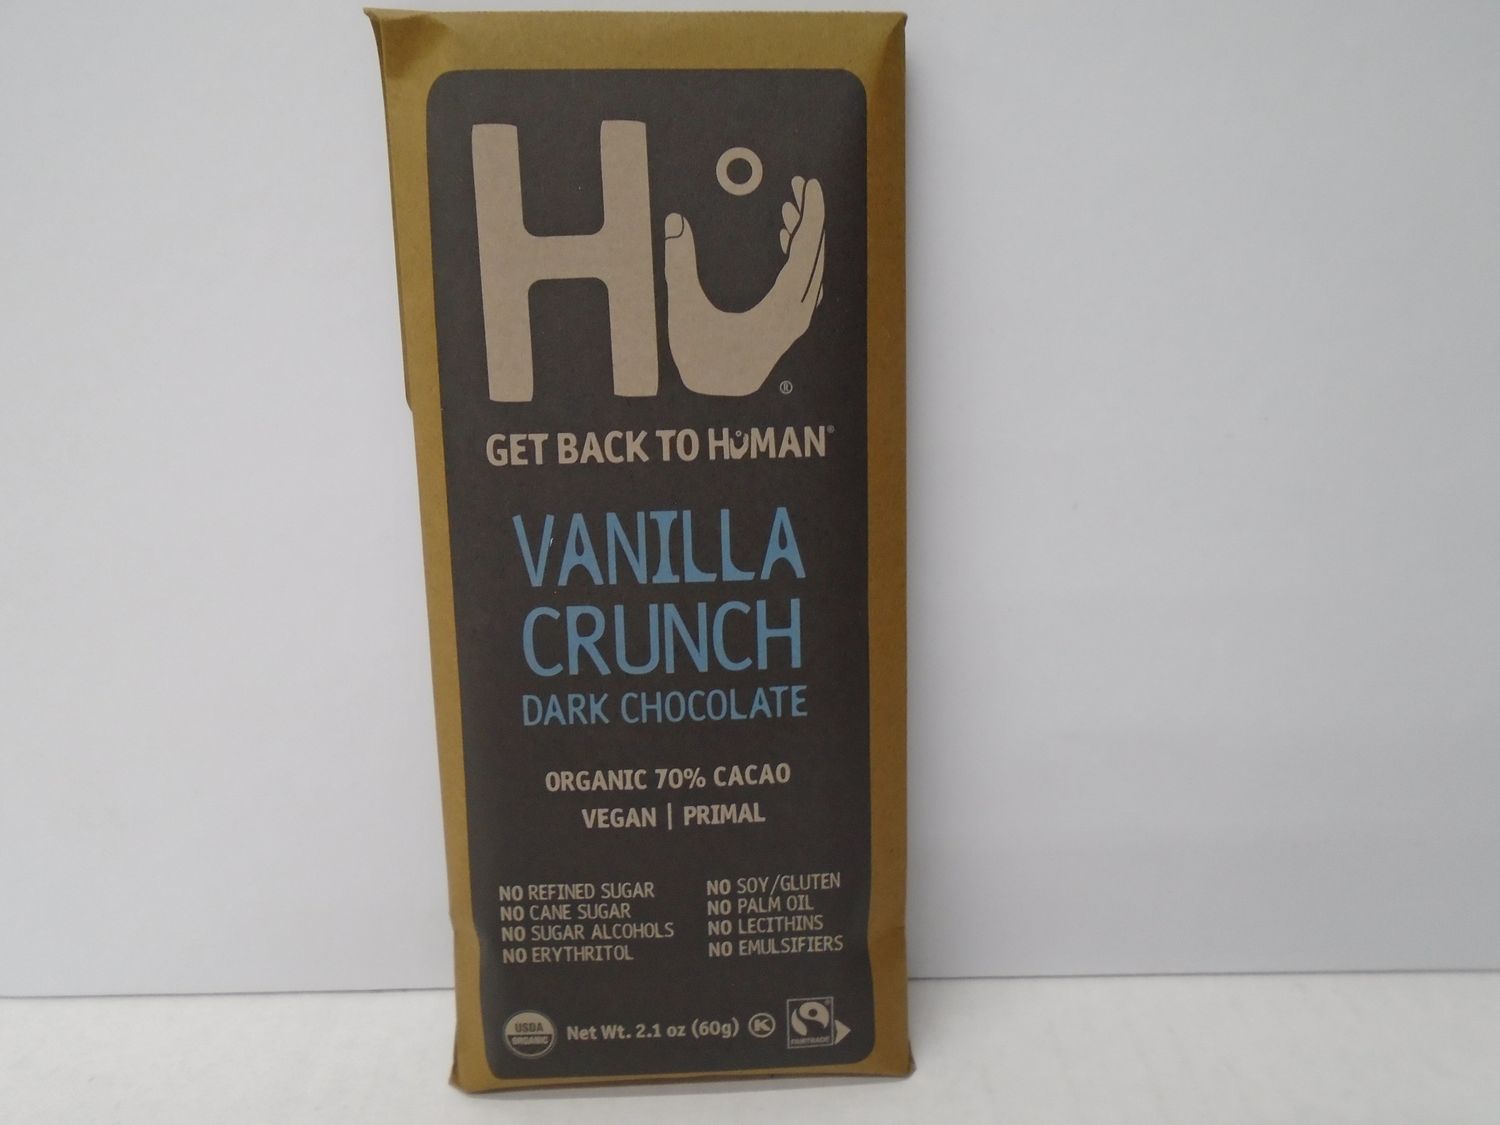 HU
®
GET BACK TO HUMAN®
VANILLA
CRUNCH
DARK CHOCOLATE
ORGANIC 70% CACAO
VEGAN | PRIMAL
NO REFINED SUGAR
NO CANE SUGAR
NO SUGAR ALCOHOLS
NO ERYTHRITOL
NO SOY/GLUTEN
NO PALM OIL
NO LECITHINS
NO EMULSIFIERS
USDA
ORGANIC
Net Wt. 2.1 oz (60g)
K
FAIRTRADE